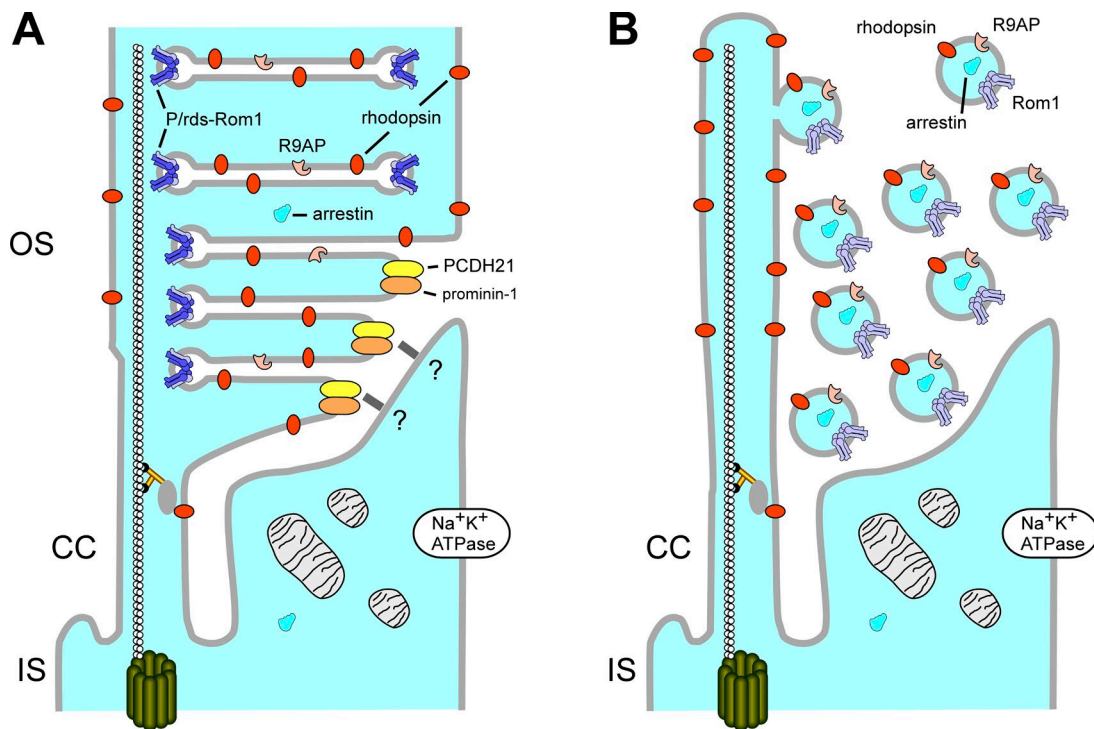 A
P/rds-Rom1
R9AP
rhodopsin
arrestin
OS
PCDH21
prominin-1
?
?
CC
Na⁺K⁺
ATPase
IS
B
rhodopsin
R9AP
Rom1
arrestin
CC
Na⁺K⁺
ATPase
IS